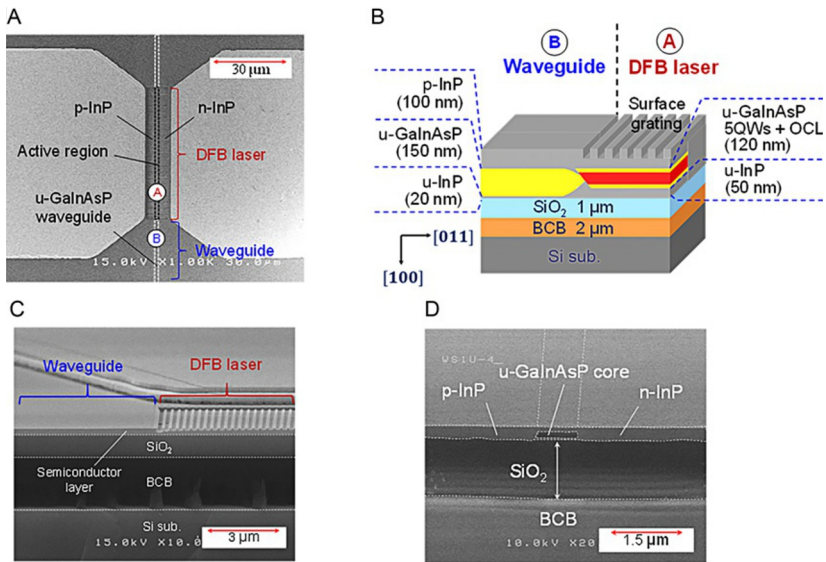 A
30 µm
p-InP
n-InP
Active region
DFB laser
u-GaInAsP
waveguide
A
B
Waveguide
15.0kV X1.00K 30.0µm
B
B
Waveguide
A
DFB laser
p-InP
(100 nm)
Surface
grating
u-GaInAsP
5QWs + OCL
(120 nm)
u-GaInAsP
(150 nm)
u-InP
(50 nm)
u-InP
(20 nm)
SiO2 1 µm
BCB 2 µm
Si sub.
[011]
[100]
C
Waveguide
DFB laser
SiO2
Semiconductor
layer
BCB
Si sub.
15.0kV X10.0
3 µm
D
u-GaInAsP core
p-InP
n-InP
SiO2
BCB
10.0kV X20
1.5 µm